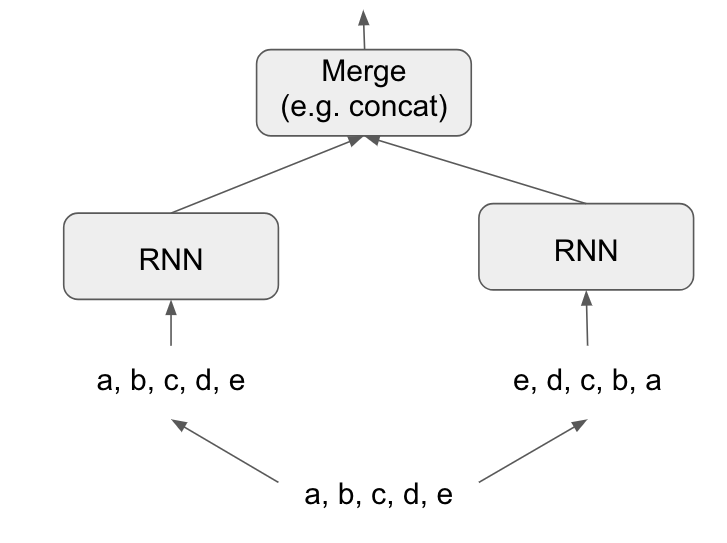 Merge
(e.g. concat)
RNN
RNN
a, b, c, d, e
e, d, c, b, a
a, b, c, d, e